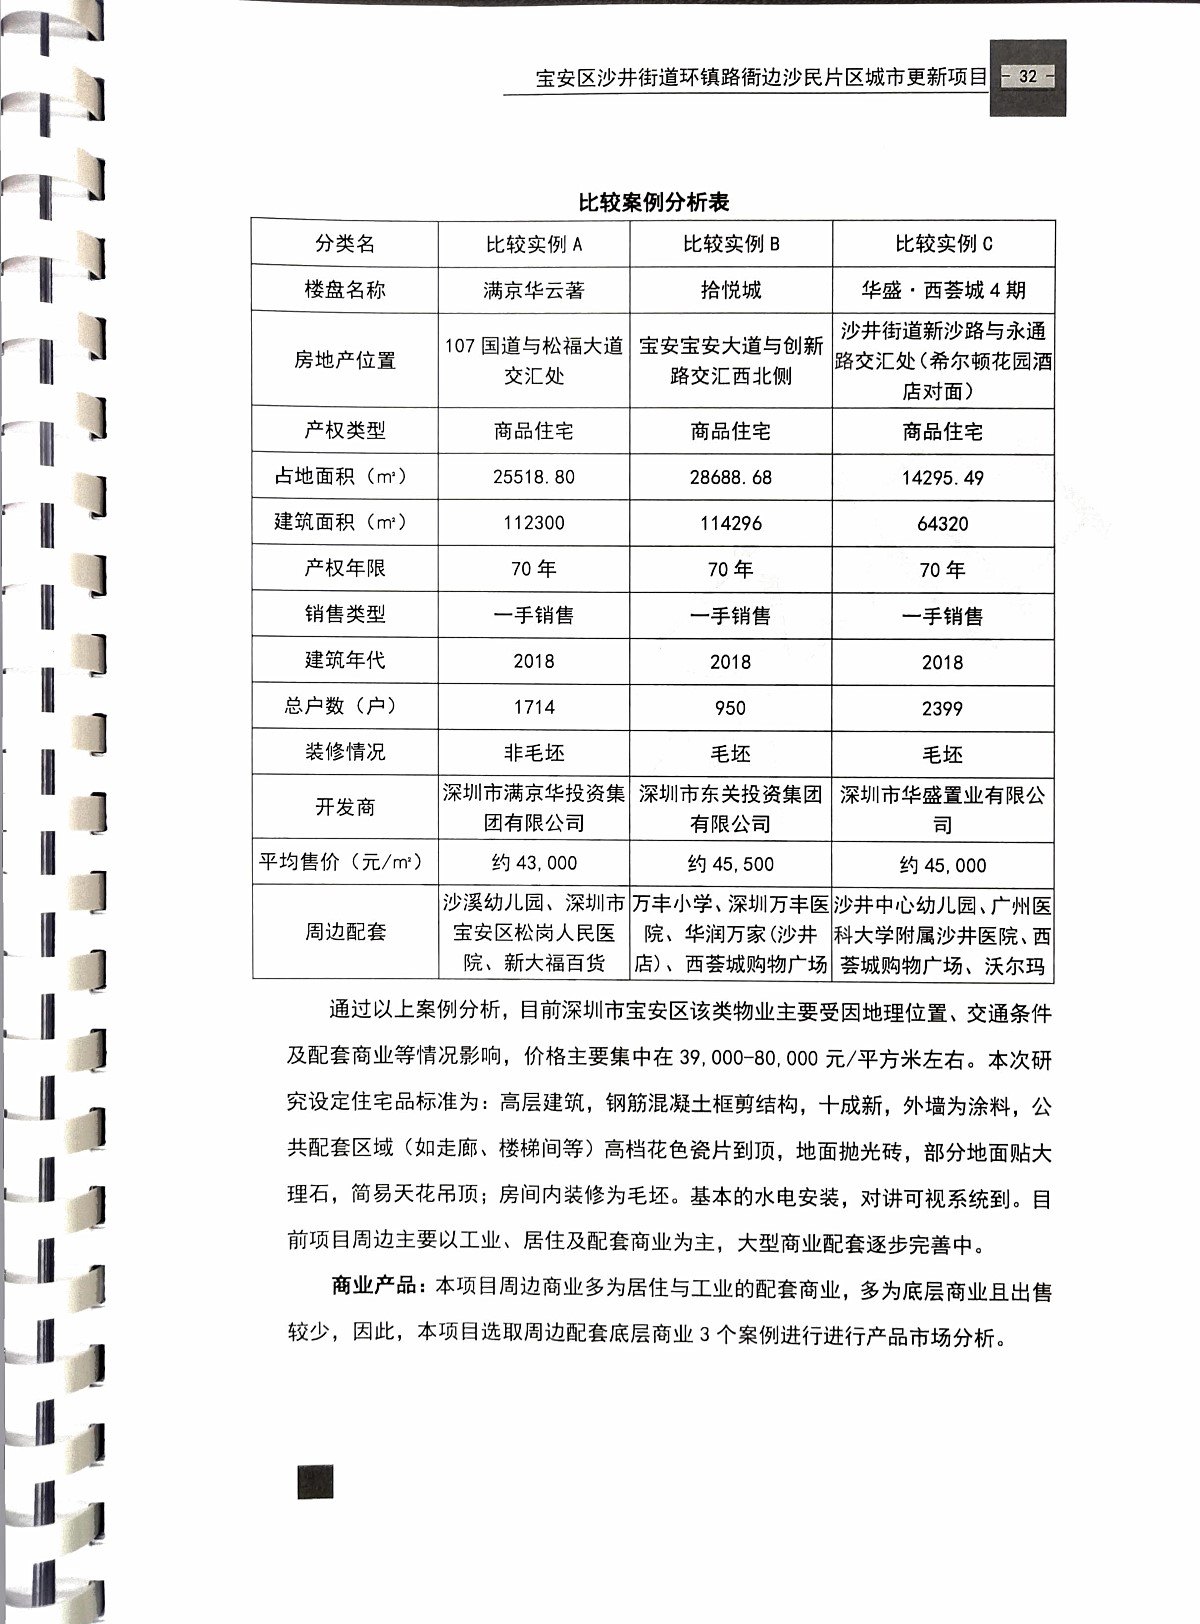 宝安区沙井街道环镇路衙边沙民片区城市更新项目 - 32 -
比较案例分析表
分类名 比较实例 A 比较实例 B 比较实例 C
楼盘名称 满京华云著 拾悦城 华盛·西荟城 4 期
房地产位置 107 国道与松福大道 交汇处 宝安宝安大道与创新 路交汇西北侧 沙井街道新沙路与永通 路交汇处(希尔顿花园酒 店对面)
产权类型 商品住宅 商品住宅 商品住宅
占地面积(㎡) 25518.80 28688.68 14295.49
建筑面积(㎡) 112300 114296 64320
产权年限 70 年 70 年 70 年
销售类型 一手销售 一手销售 一手销售
建筑年代 2018 2018 2018
总户数(户) 1714 950 2399
装修情况 非毛坯 毛坯 毛坯
开发商 深圳市满京华投资集 团有限公司 深圳市东关投资集团 有限公司 深圳市华盛置业有限公 司
平均售价(元/㎡) 约 43,000 约 45,500 约 45,000
周边配套 沙溪幼儿园、深圳市 宝安区松岗人民医 院、新大福百货 万丰小学、深圳万丰医 院、华润万家(沙井 店)、西荟城购物广场 沙井中心幼儿园、广州医 科大学附属沙井医院、西 荟城购物广场、沃尔玛
通过以上案例分析，目前深圳市宝安区该类物业主要受因地理位置、交通条件
及配套商业等情况影响，价格主要集中在 39,000-80,000 元/平方米左右。本次研
究设定住宅品标准为：高层建筑，钢筋混凝土框剪结构，十成新，外墙为涂料，公
共配套区域（如走廊、楼梯间等）高档花色瓷片到顶，地面抛光砖，部分地面贴大
理石，简易天花吊顶；房间内装修为毛坯。基本的水电安装，对讲可视系统到。目
前项目周边主要以工业、居住及配套商业为主，大型商业配套逐步完善中。
商业产品：本项目周边商业多为居住与工业的配套商业，多为底层商业且出售
较少，因此，本项目选取周边配套底层商业 3 个案例进行进行产品市场分析。